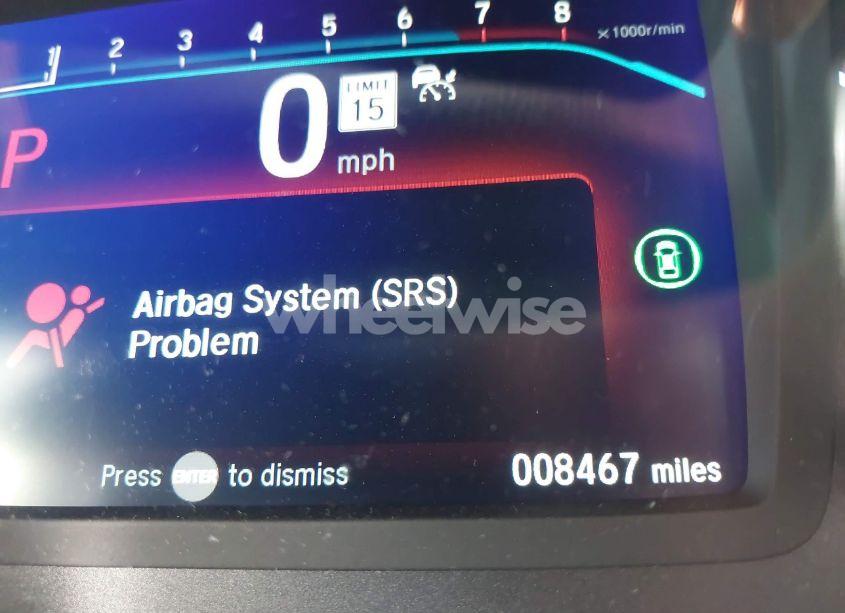 1 2 3 4 5 6 7 8 x1000r/min
P 0 mph LIMIT 15
Airbag System (SRS)
Problem
wheelwise
Press ENTER to dismiss
008467 miles